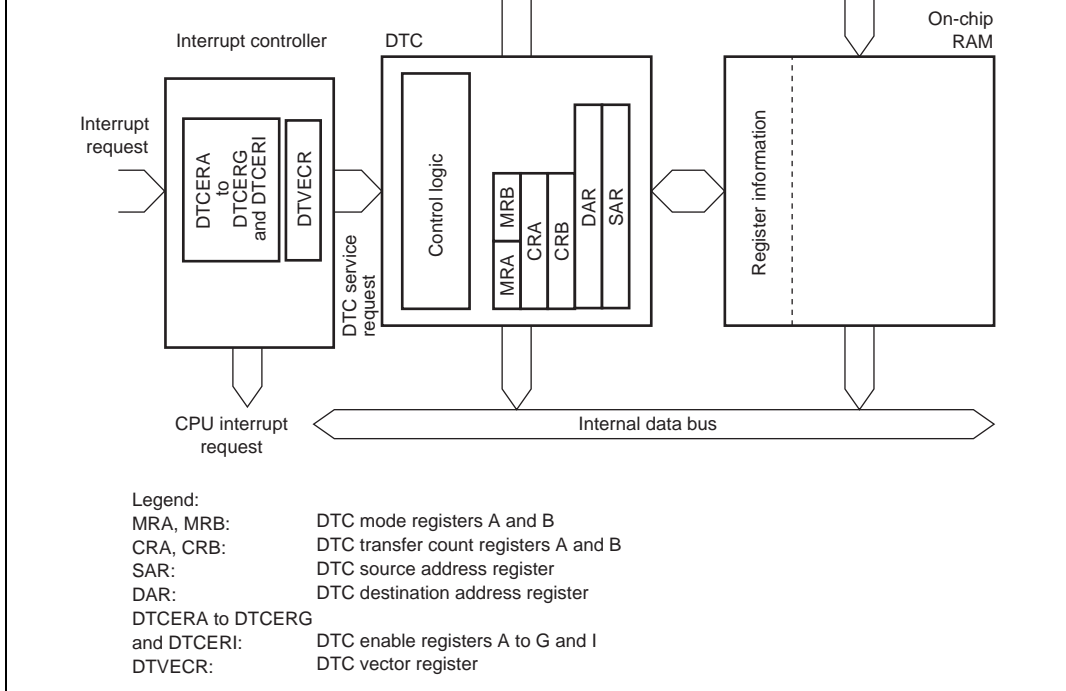 On-chip
RAM
Interrupt controller
DTC
Interrupt
request
DTCERA
to
DTCERG
and DTCERI
DTVECR
DTC service
request
Control logic
MRA
MRB
CRA
CRB
DAR
SAR
Register information
CPU interrupt
request
Internal data bus
Legend:
MRA, MRB: DTC mode registers A and B
CRA, CRB: DTC transfer count registers A and B
SAR: DTC source address register
DAR: DTC destination address register
DTCERA to DTCERG
and DTCERI: DTC enable registers A to G and I
DTVECR: DTC vector register